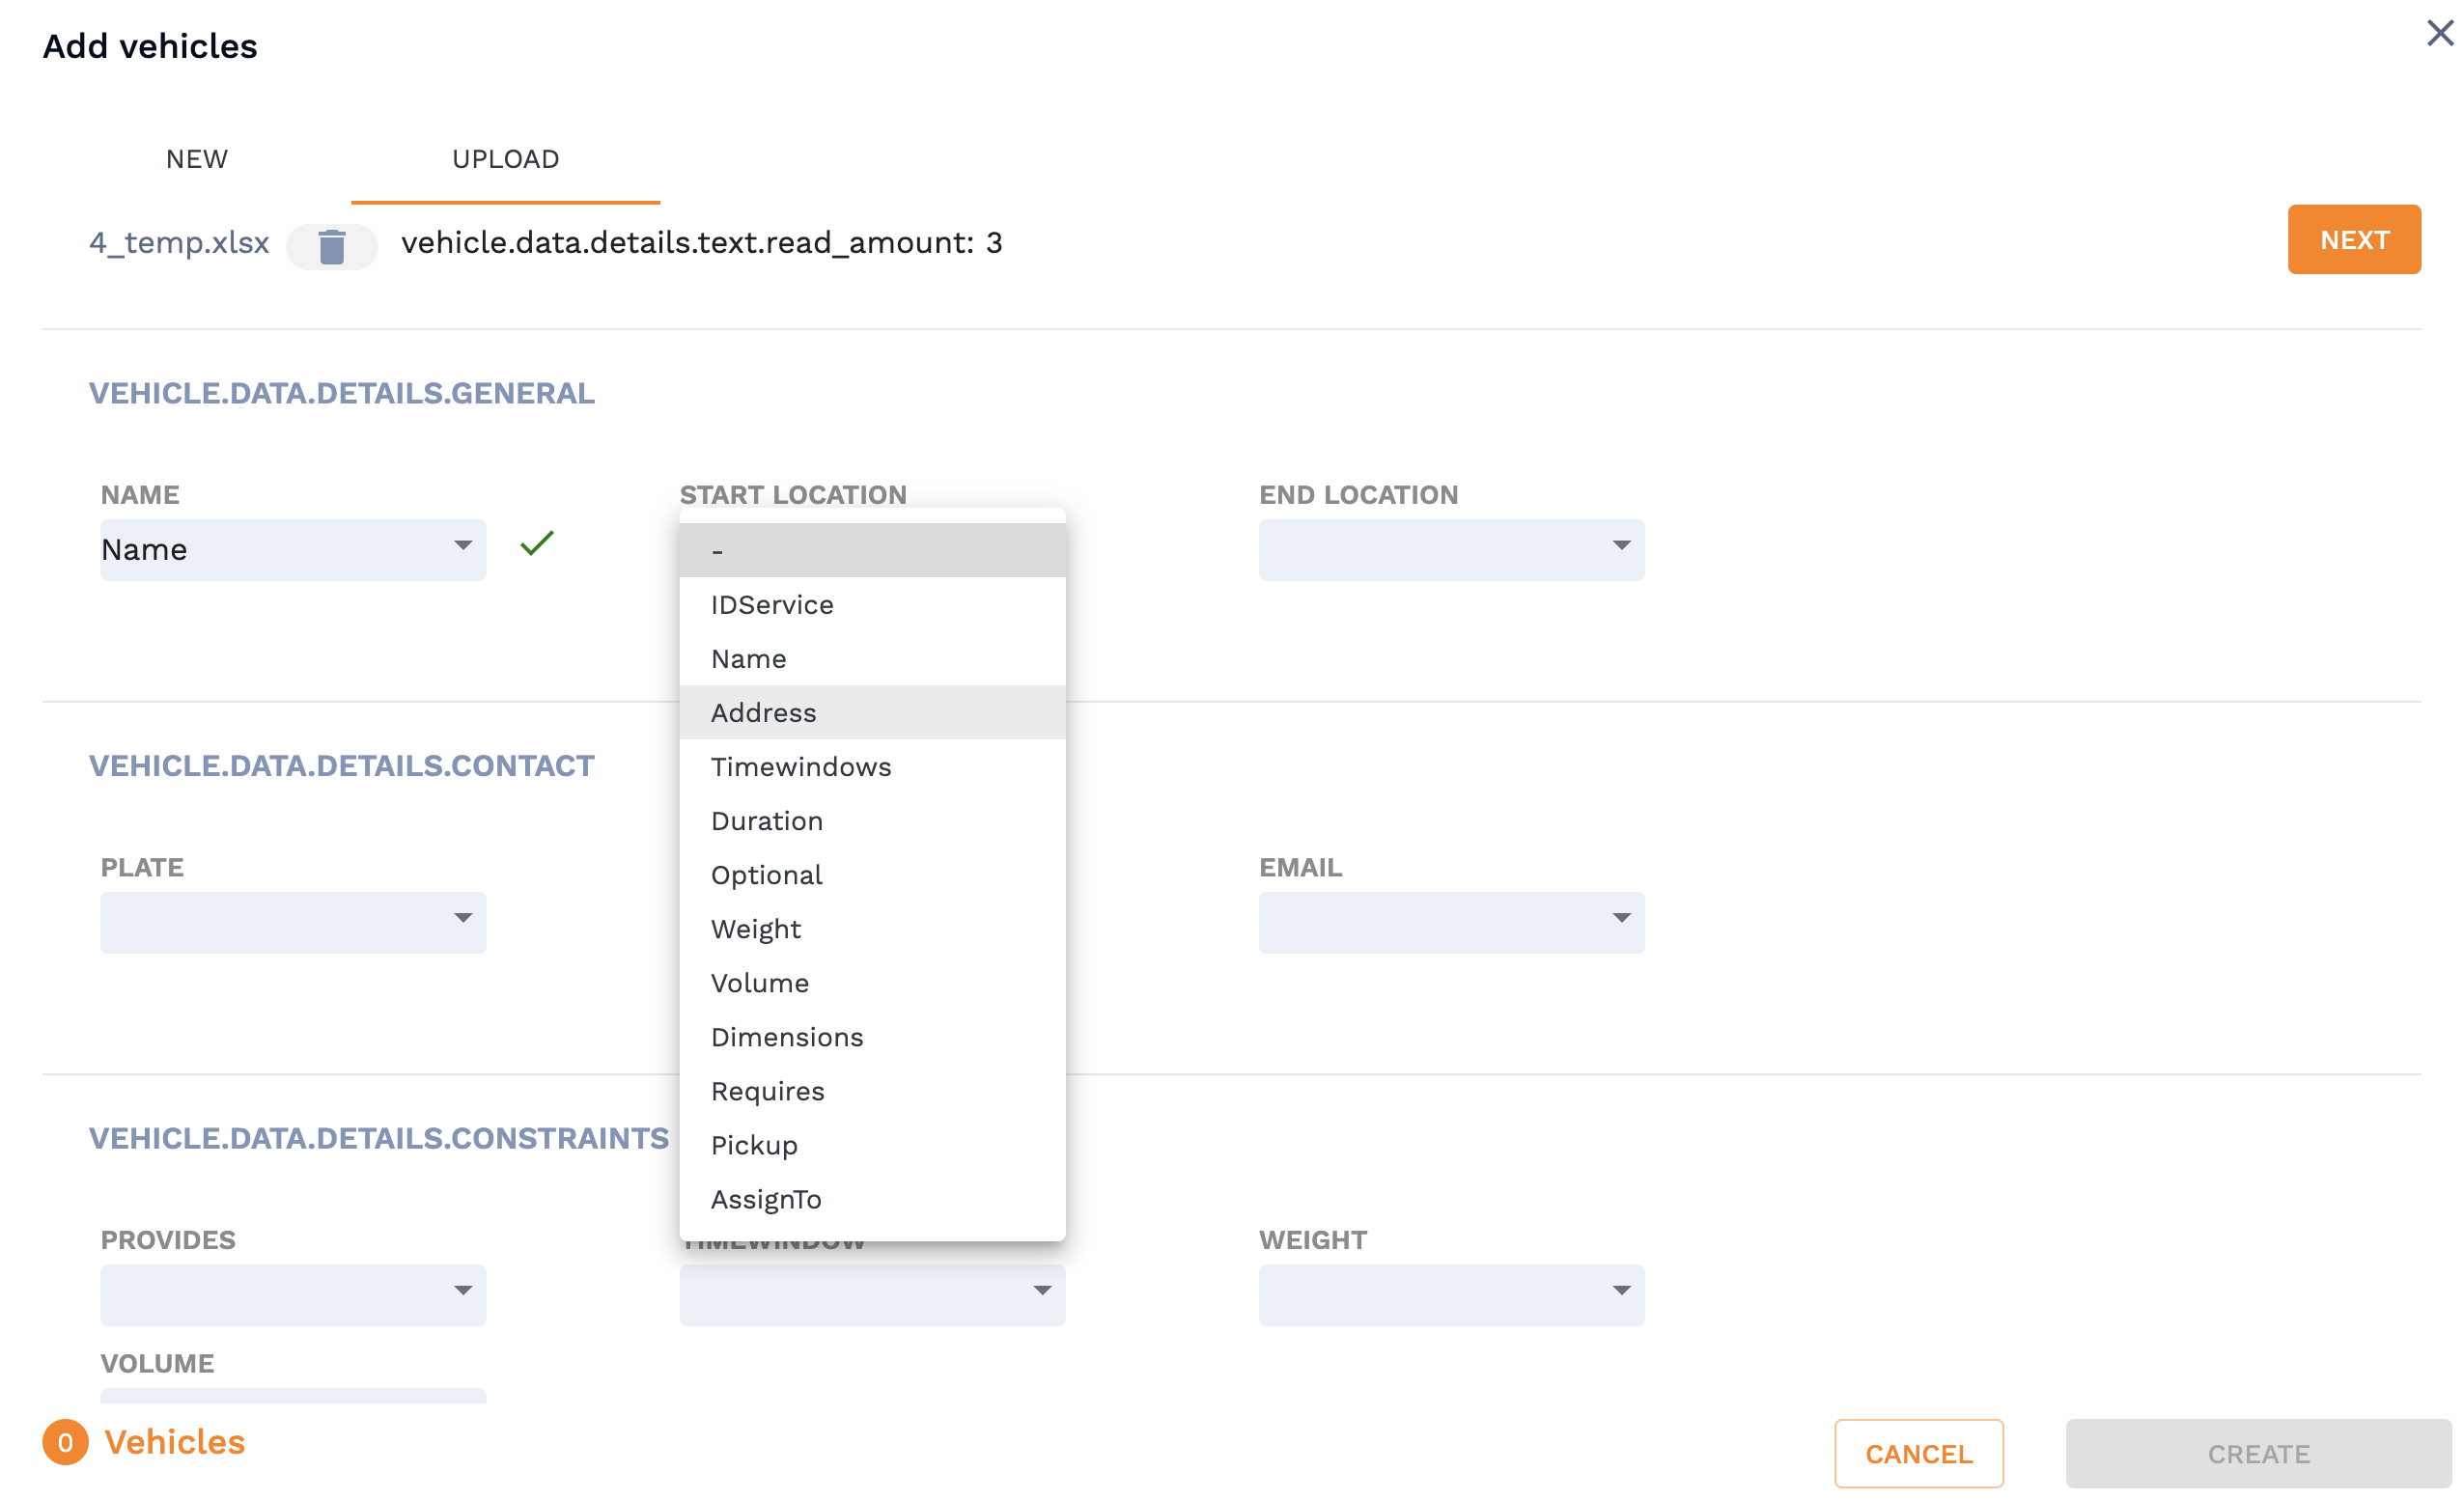 Add vehicles
NEW
UPLOAD
4_temp.xlsx
vehicle.data.details.text.read_amount: 3
NEXT
VEHICLE.DATA.DETAILS.GENERAL
NAME
START LOCATION
END LOCATION
Name
-
IDService
Name
Address
Timewindows
Duration
Optional
Weight
Volume
Dimensions
Requires
Pickup
AssignTo
VEHICLE.DATA.DETAILS.CONTACT
PLATE
EMAIL
VEHICLE.DATA.DETAILS.CONSTRAINTS
PROVIDES
TIMEWINDOW
WEIGHT
VOLUME
0 Vehicles
CANCEL
CREATE